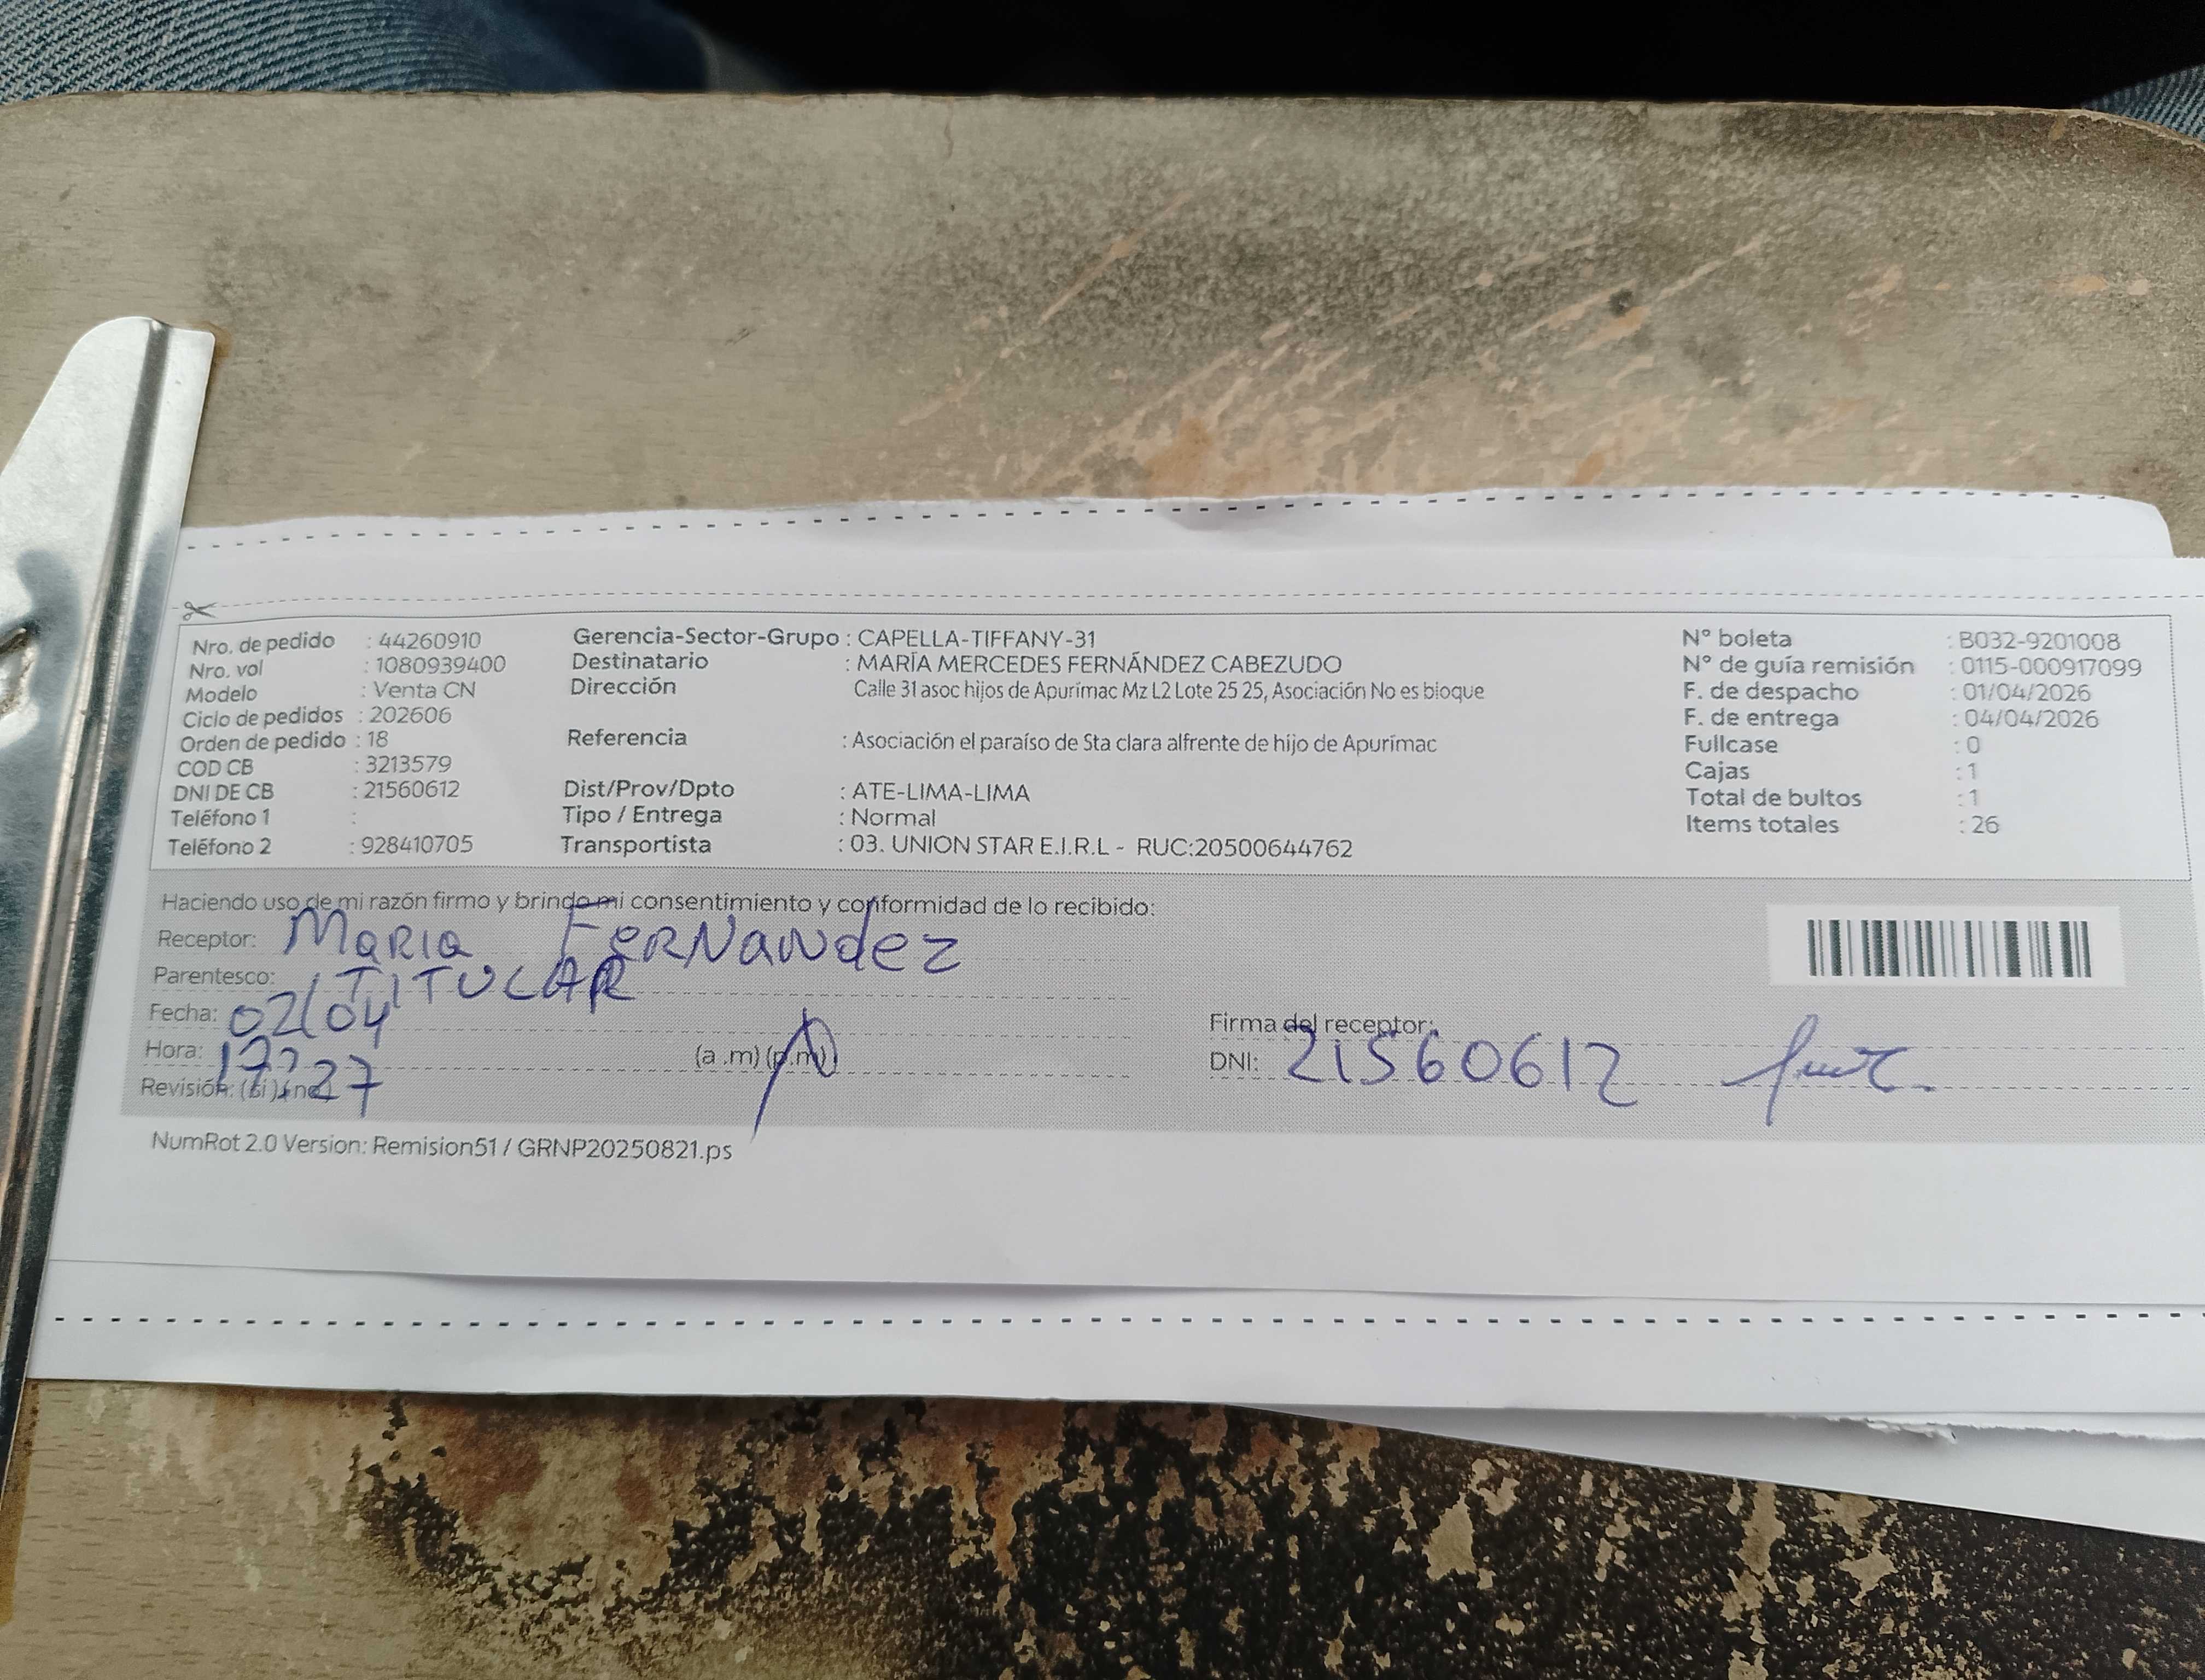 Nro. de pedido : 44260910
Nro. vol : 1080939400
Modelo : Venta CN
Ciclo de pedidos : 202606
Orden de pedido : 18
COD CB : 3213579
DNI DE CB : 21560612
Teléfono 1 :
Teléfono 2 : 928410705
Gerencia-Sector-Grupo : CAPELLA-TIFFANY-31
Destinatario : MARÍA MERCEDES FERNÁNDEZ CABEZUDO
Dirección Calle 31 asoc hijos de Apurimac Mz L2 Lote 25 25, Asociación No es bloque
Referencia : Asociación el paraíso de Sta clara alfrente de hijo de Apurímac
Dist/Prov/Dpto : ATE-LIMA-LIMA
Tipo / Entrega : Normal
Transportista : 03. UNION STAR E.I.R.L - RUC:20500644762
N° boleta : B032-9201008
N° de guía remisión : 0115-000917099
F. de despacho : 01/04/2026
F. de entrega : 04/04/2026
Fullcase : 0
Cajas : 1
Total de bultos : 1
Items totales : 26
Haciendo uso de mi razón firmo y brindo mi consentimiento y conformidad de lo recibido:
Receptor: MARIA FERNANDEZ
Parentesco: TITULAR
Fecha: 02/04
Hora: 17:27 (a .m) (p.m)
Revisión: (si) (no)
Firma del receptor:
DNI: 21560612
NumRot 2.0 Version: Remision51 / GRNP20250821.ps